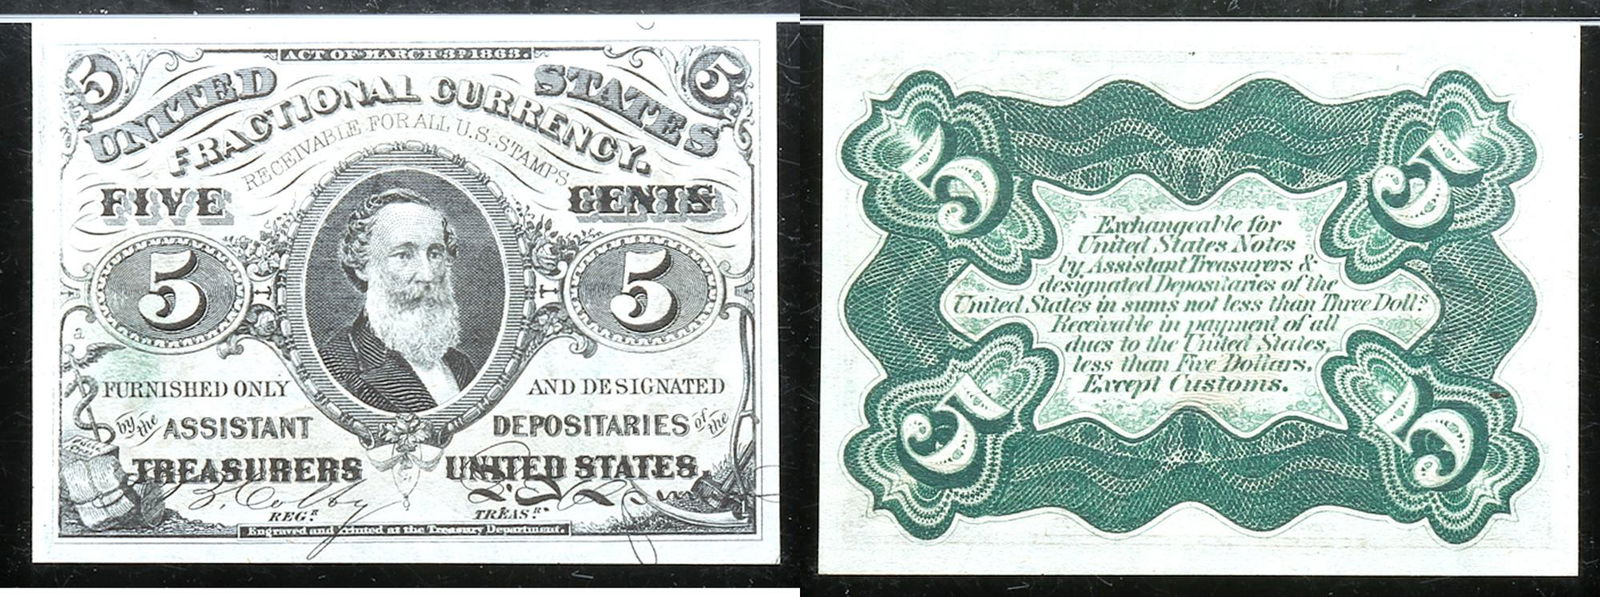 ACT OF MARCH 3D 1863.
5 5
UNITED STATES
FRACTIONAL CURRENCY.
RECEIVABLE FOR ALL U.S. STAMPS
FIVE CENTS
5 5
a
FURNISHED ONLY AND DESIGNATED
by the ASSISTANT DEPOSITARIES of the
TREASURERS UNITED STATES.
S. B. Colby
REGR. TREASR.
Engraved and printed at the Treasury Department.
5 5
Exchangeable for
United States Notes
by Assistant Treasurers &
designated Depositaries of the
United States in sums not less than Three Dolls.
Receivable in payment of all
dues to the United States,
less than Five Dollars,
Except Customs.
5 5